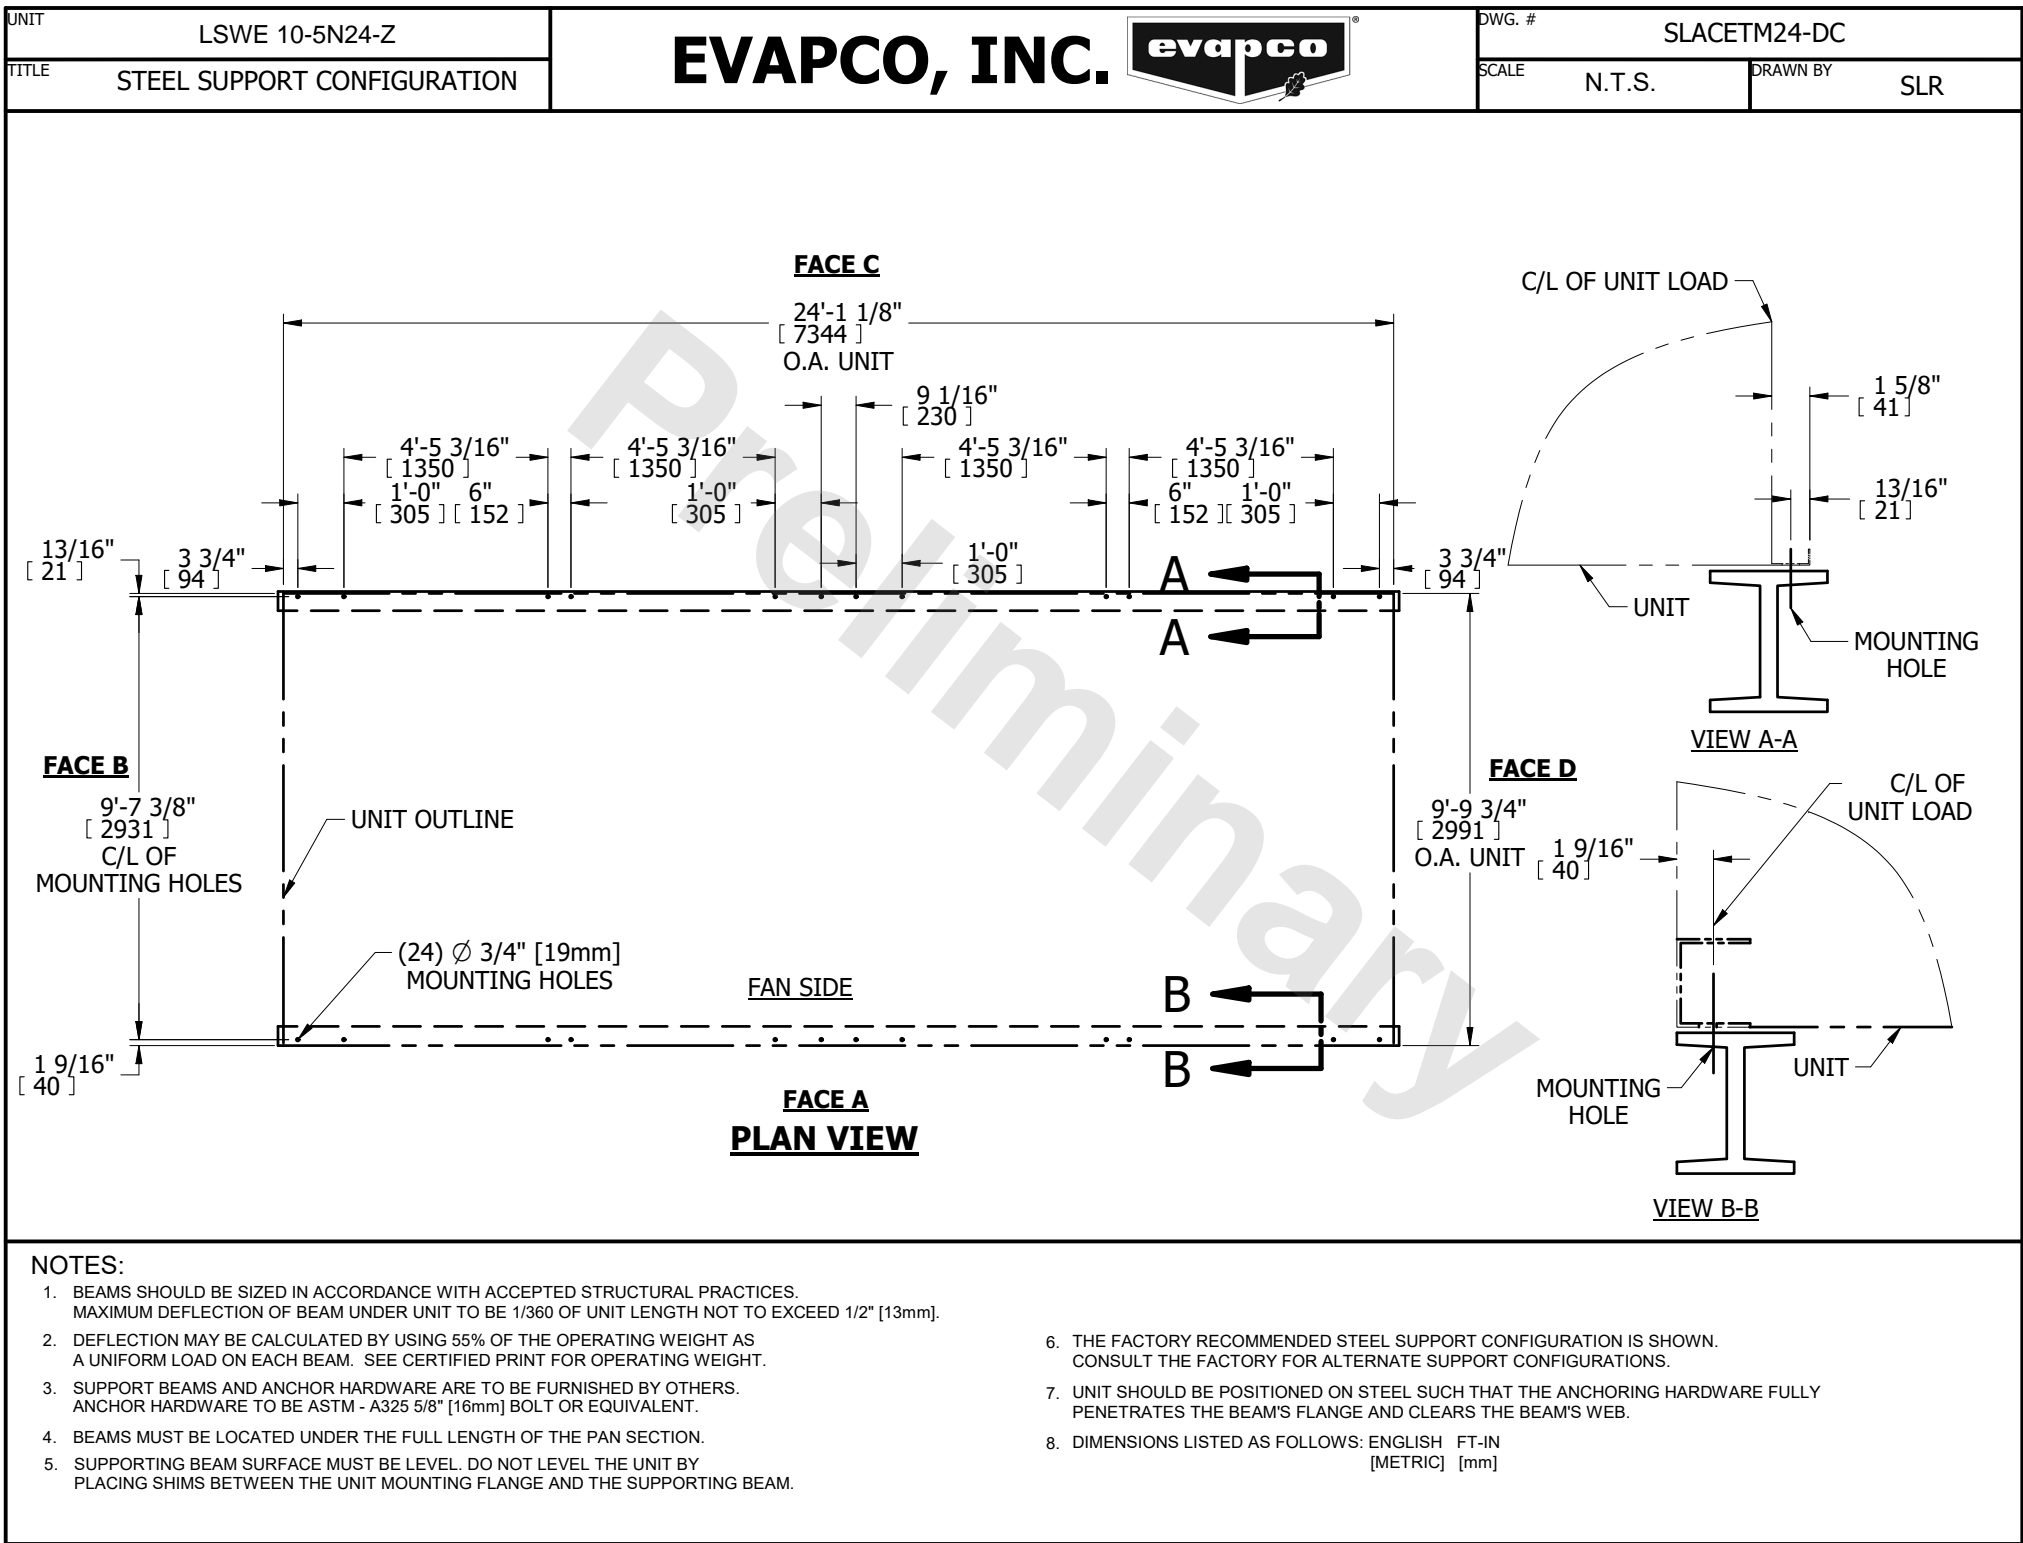 UNIT
LSWE 10-5N24-Z
TITLE
STEEL SUPPORT CONFIGURATION
EVAPCO, INC.
evapco
®
DWG. #
SLACETM24-DC
SCALE
N.T.S.
DRAWN BY
SLR
FACE C
24'-1 1/8"
[ 7344 ]
O.A. UNIT
9 1/16"
[ 230 ]
4'-5 3/16"
[ 1350 ]
4'-5 3/16"
[ 1350 ]
4'-5 3/16"
[ 1350 ]
4'-5 3/16"
[ 1350 ]
1'-0"
[ 305 ]
6"
[ 152 ]
1'-0"
[ 305 ]
6"
[ 152 ]
1'-0"
[ 305 ]
13/16"
[ 21 ]
3 3/4"
[ 94 ]
1'-0"
[ 305 ]
3 3/4"
[ 94 ]
A
A
FACE B
9'-7 3/8"
[ 2931 ]
C/L OF
MOUNTING HOLES
UNIT OUTLINE
FACE D
9'-9 3/4"
[ 2991 ]
O.A. UNIT
(24) Ø 3/4" [19mm]
MOUNTING HOLES
FAN SIDE
B
B
1 9/16"
[ 40 ]
FACE A
PLAN VIEW
Preliminary
C/L OF UNIT LOAD
1 5/8"
[ 41 ]
13/16"
[ 21 ]
UNIT
MOUNTING
HOLE
VIEW A-A
C/L OF
UNIT LOAD
1 9/16"
[ 40 ]
UNIT
MOUNTING
HOLE
VIEW B-B
NOTES:
1. BEAMS SHOULD BE SIZED IN ACCORDANCE WITH ACCEPTED STRUCTURAL PRACTICES.
MAXIMUM DEFLECTION OF BEAM UNDER UNIT TO BE 1/360 OF UNIT LENGTH NOT TO EXCEED 1/2" [13mm].
2. DEFLECTION MAY BE CALCULATED BY USING 55% OF THE OPERATING WEIGHT AS
A UNIFORM LOAD ON EACH BEAM. SEE CERTIFIED PRINT FOR OPERATING WEIGHT.
3. SUPPORT BEAMS AND ANCHOR HARDWARE ARE TO BE FURNISHED BY OTHERS.
ANCHOR HARDWARE TO BE ASTM - A325 5/8" [16mm] BOLT OR EQUIVALENT.
4. BEAMS MUST BE LOCATED UNDER THE FULL LENGTH OF THE PAN SECTION.
5. SUPPORTING BEAM SURFACE MUST BE LEVEL. DO NOT LEVEL THE UNIT BY
PLACING SHIMS BETWEEN THE UNIT MOUNTING FLANGE AND THE SUPPORTING BEAM.
6. THE FACTORY RECOMMENDED STEEL SUPPORT CONFIGURATION IS SHOWN.
CONSULT THE FACTORY FOR ALTERNATE SUPPORT CONFIGURATIONS.
7. UNIT SHOULD BE POSITIONED ON STEEL SUCH THAT THE ANCHORING HARDWARE FULLY
PENETRATES THE BEAM'S FLANGE AND CLEARS THE BEAM'S WEB.
8. DIMENSIONS LISTED AS FOLLOWS: ENGLISH FT-IN
[METRIC] [mm]